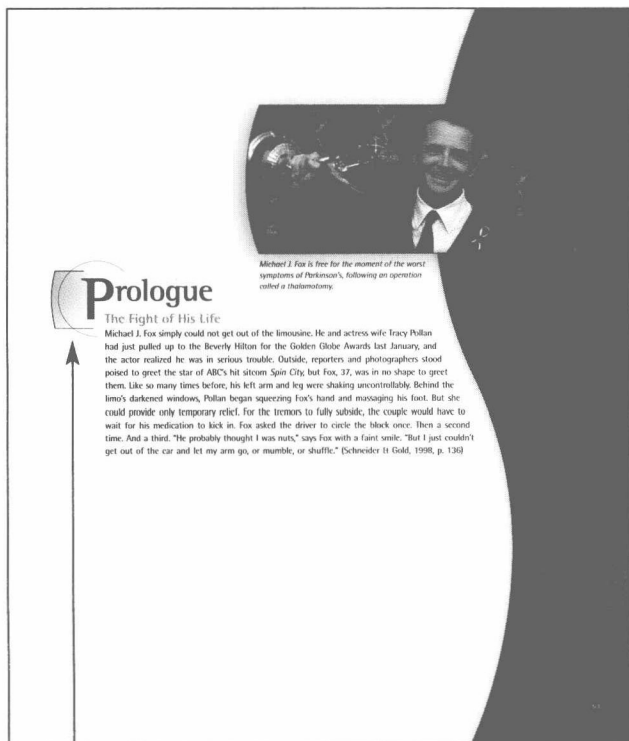 Michael J. Fox is free for the moment of the worst
symptoms of Parkinson's, following an operation
called a thalamotomy.
Prologue
The Fight of His Life
Michael J. Fox simply could not get out of the limousine. He and actress wife Tracy Pollan
had just pulled up to the Beverly Hilton for the Golden Globe Awards last January, and
the actor realized he was in serious trouble. Outside, reporters and photographers stood
poised to greet the star of ABC's hit sitcom Spin City, but Fox, 37, was in no shape to greet
them. Like so many times before, his left arm and leg were shaking uncontrollably. Behind the
limo's darkened windows, Pollan began squeezing Fox's hand and massaging his foot. But she
could provide only temporary relief. For the tremors to fully subside, the couple would have to
wait for his medication to kick in. Fox asked the driver to circle the block once. Then a second
time. And a third. "He probably thought I was nuts," says Fox with a faint smile. "But I just couldn't
get out of the car and let my arm go, or mumble, or shuffle." (Schneider & Gold, 1998, p. 136)